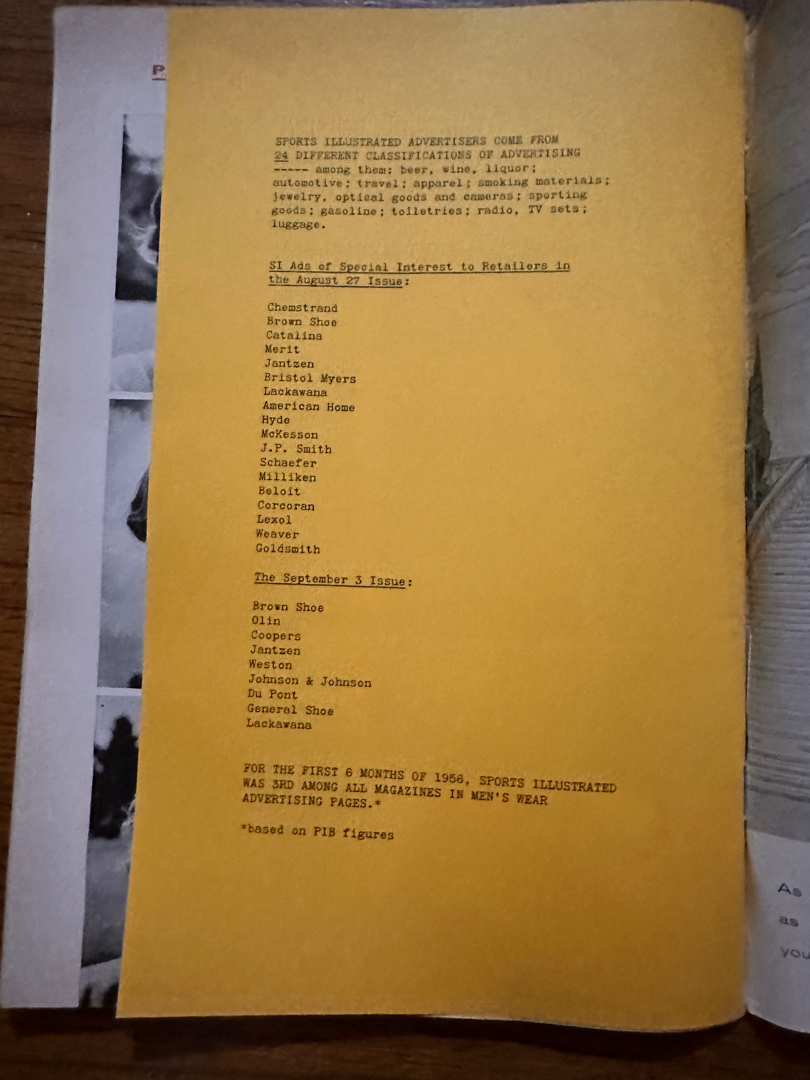 P
SPORTS ILLUSTRATED ADVERTISERS COME FROM
24 DIFFERENT CLASSIFICATIONS OF ADVERTISING
----- among them: beer, wine, liquor;
automotive; travel; apparel; smoking materials;
jewelry, optical goods and cameras; sporting
goods; gasoline; toiletries; radio, TV sets;
luggage.
SI Ads of Special Interest to Retailers in
the August 27 Issue:
Chemstrand
Brown Shoe
Catalina
Merit
Jantzen
Bristol Myers
Lackawana
American Home
Hyde
McKesson
J.P. Smith
Schaefer
Milliken
Beloit
Corcoran
Lexol
Weaver
Goldsmith
The September 3 Issue:
Brown Shoe
Olin
Coopers
Jantzen
Weston
Johnson & Johnson
Du Pont
General Shoe
Lackawana
FOR THE FIRST 6 MONTHS OF 1956, SPORTS ILLUSTRATED
WAS 3RD AMONG ALL MAGAZINES IN MEN'S WEAR
ADVERTISING PAGES.*
*based on PIB figures
As
as
you